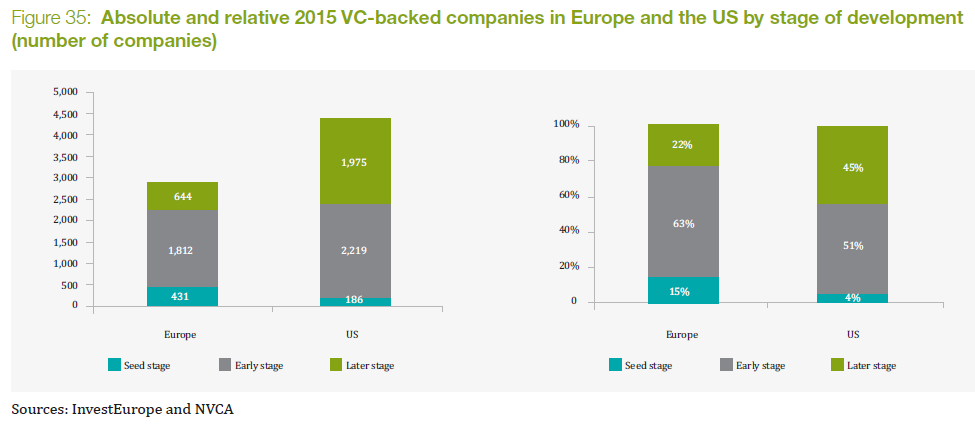 Figure 35: Absolute and relative 2015 VC-backed companies in Europe and the US by stage of development
(number of companies)
5,000
4,500
4,000
3,500
3,000
2,500
2,000
1,500
1,000
500
0
644
1,812
431
1,975
2,219
186
Europe
US
Seed stage
Early stage
Later stage
100%
80%
60%
40%
20%
0
22%
63%
15%
45%
51%
4%
Europe
US
Seed stage
Early stage
Later stage
Sources: InvestEurope and NVCA